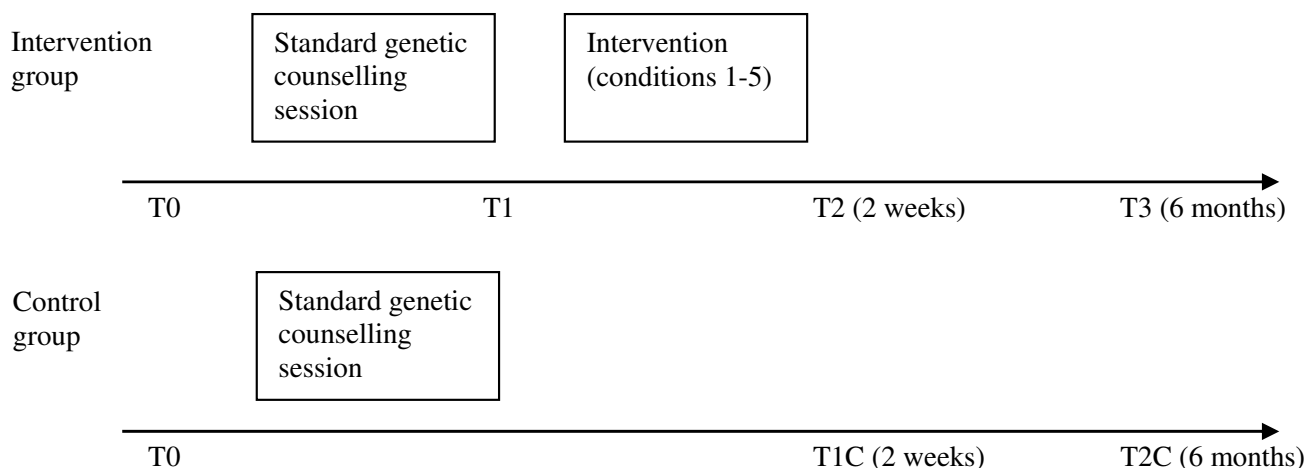 Intervention
group
Standard genetic
counselling
session
Intervention
(conditions 1-5)
T0
T1
T2 (2 weeks)
T3 (6 months)
Control
group
Standard genetic
counselling
session
T0
T1C (2 weeks)
T2C (6 months)